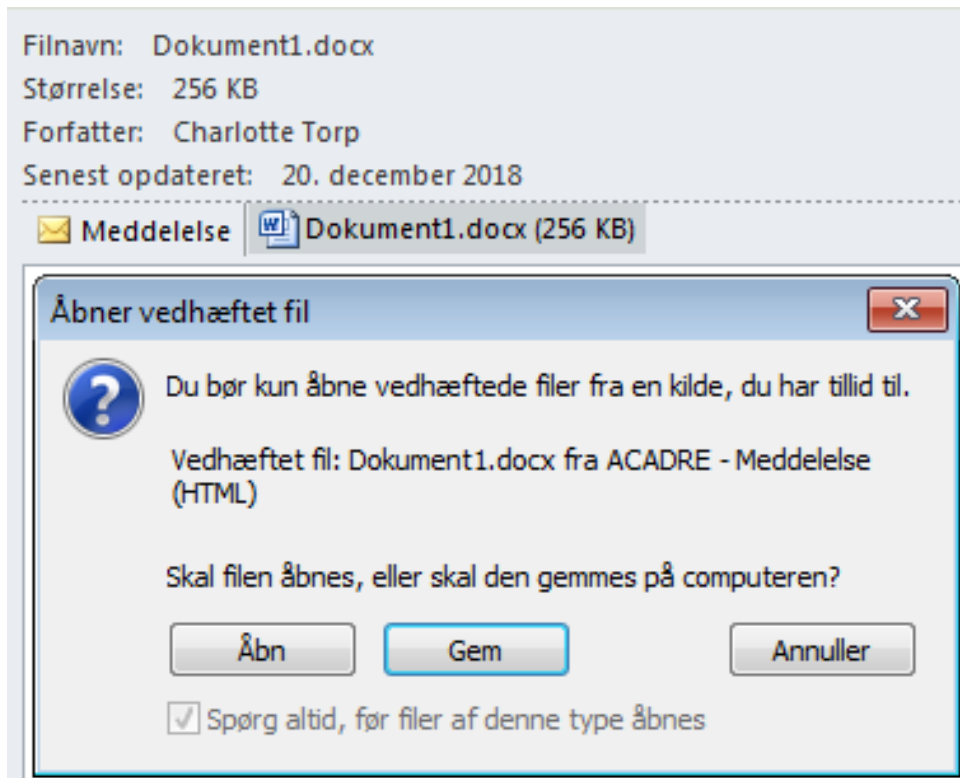 Filnavn: Dokument1.docx
Størrelse: 256 KB
Forfatter: Charlotte Torp
Senest opdateret: 20. december 2018
Meddelelse Dokument1.docx (256 KB)
Åbner vedhæftet fil
Du bør kun åbne vedhæftede filer fra en kilde, du har tillid til.
Vedhæftet fil: Dokument1.docx fra ACADRE - Meddelelse
(HTML)
Skal filen åbnes, eller skal den gemmes på computeren?
Åbn Gem Annuller
Spørg altid, før filer af denne type åbnes